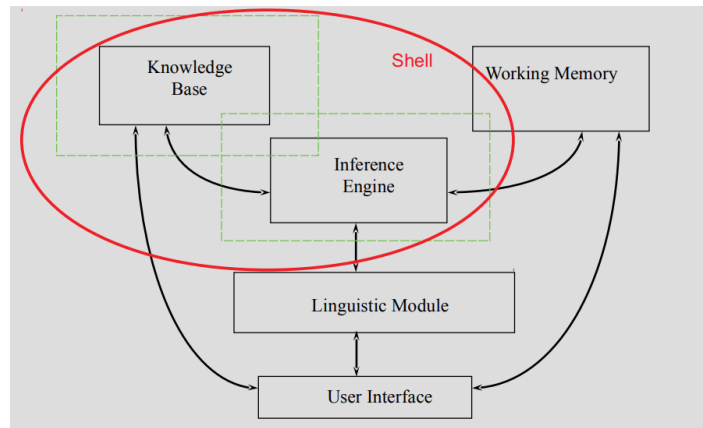 Knowledge
Base
Shell
Working Memory
Inference
Engine
Linguistic Module
User Interface